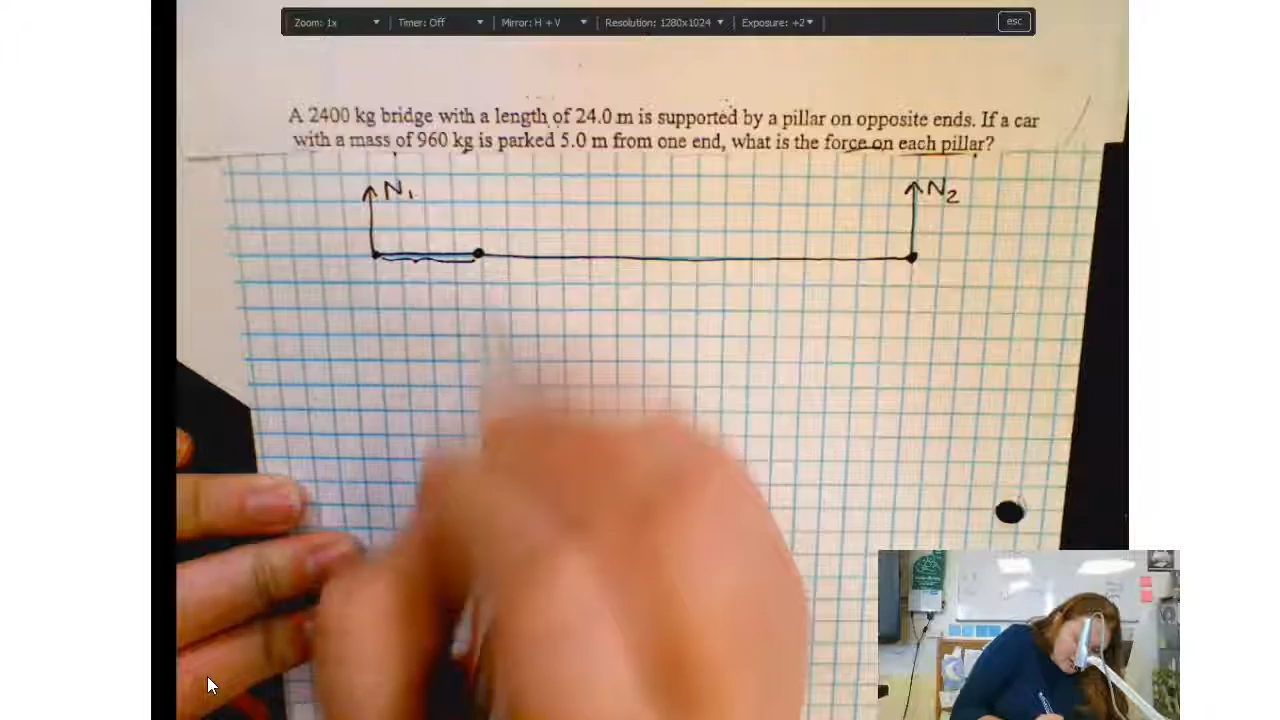 Zoom: 1x Timer: Off Mirror: H + V Resolution: 1280x1024 Exposure: +2 esc
A 2400 kg bridge with a length of 24.0 m is supported by a pillar on opposite ends. If a car
with a mass of 960 kg is parked 5.0 m from one end, what is the force on each pillar?
N₁ N₂